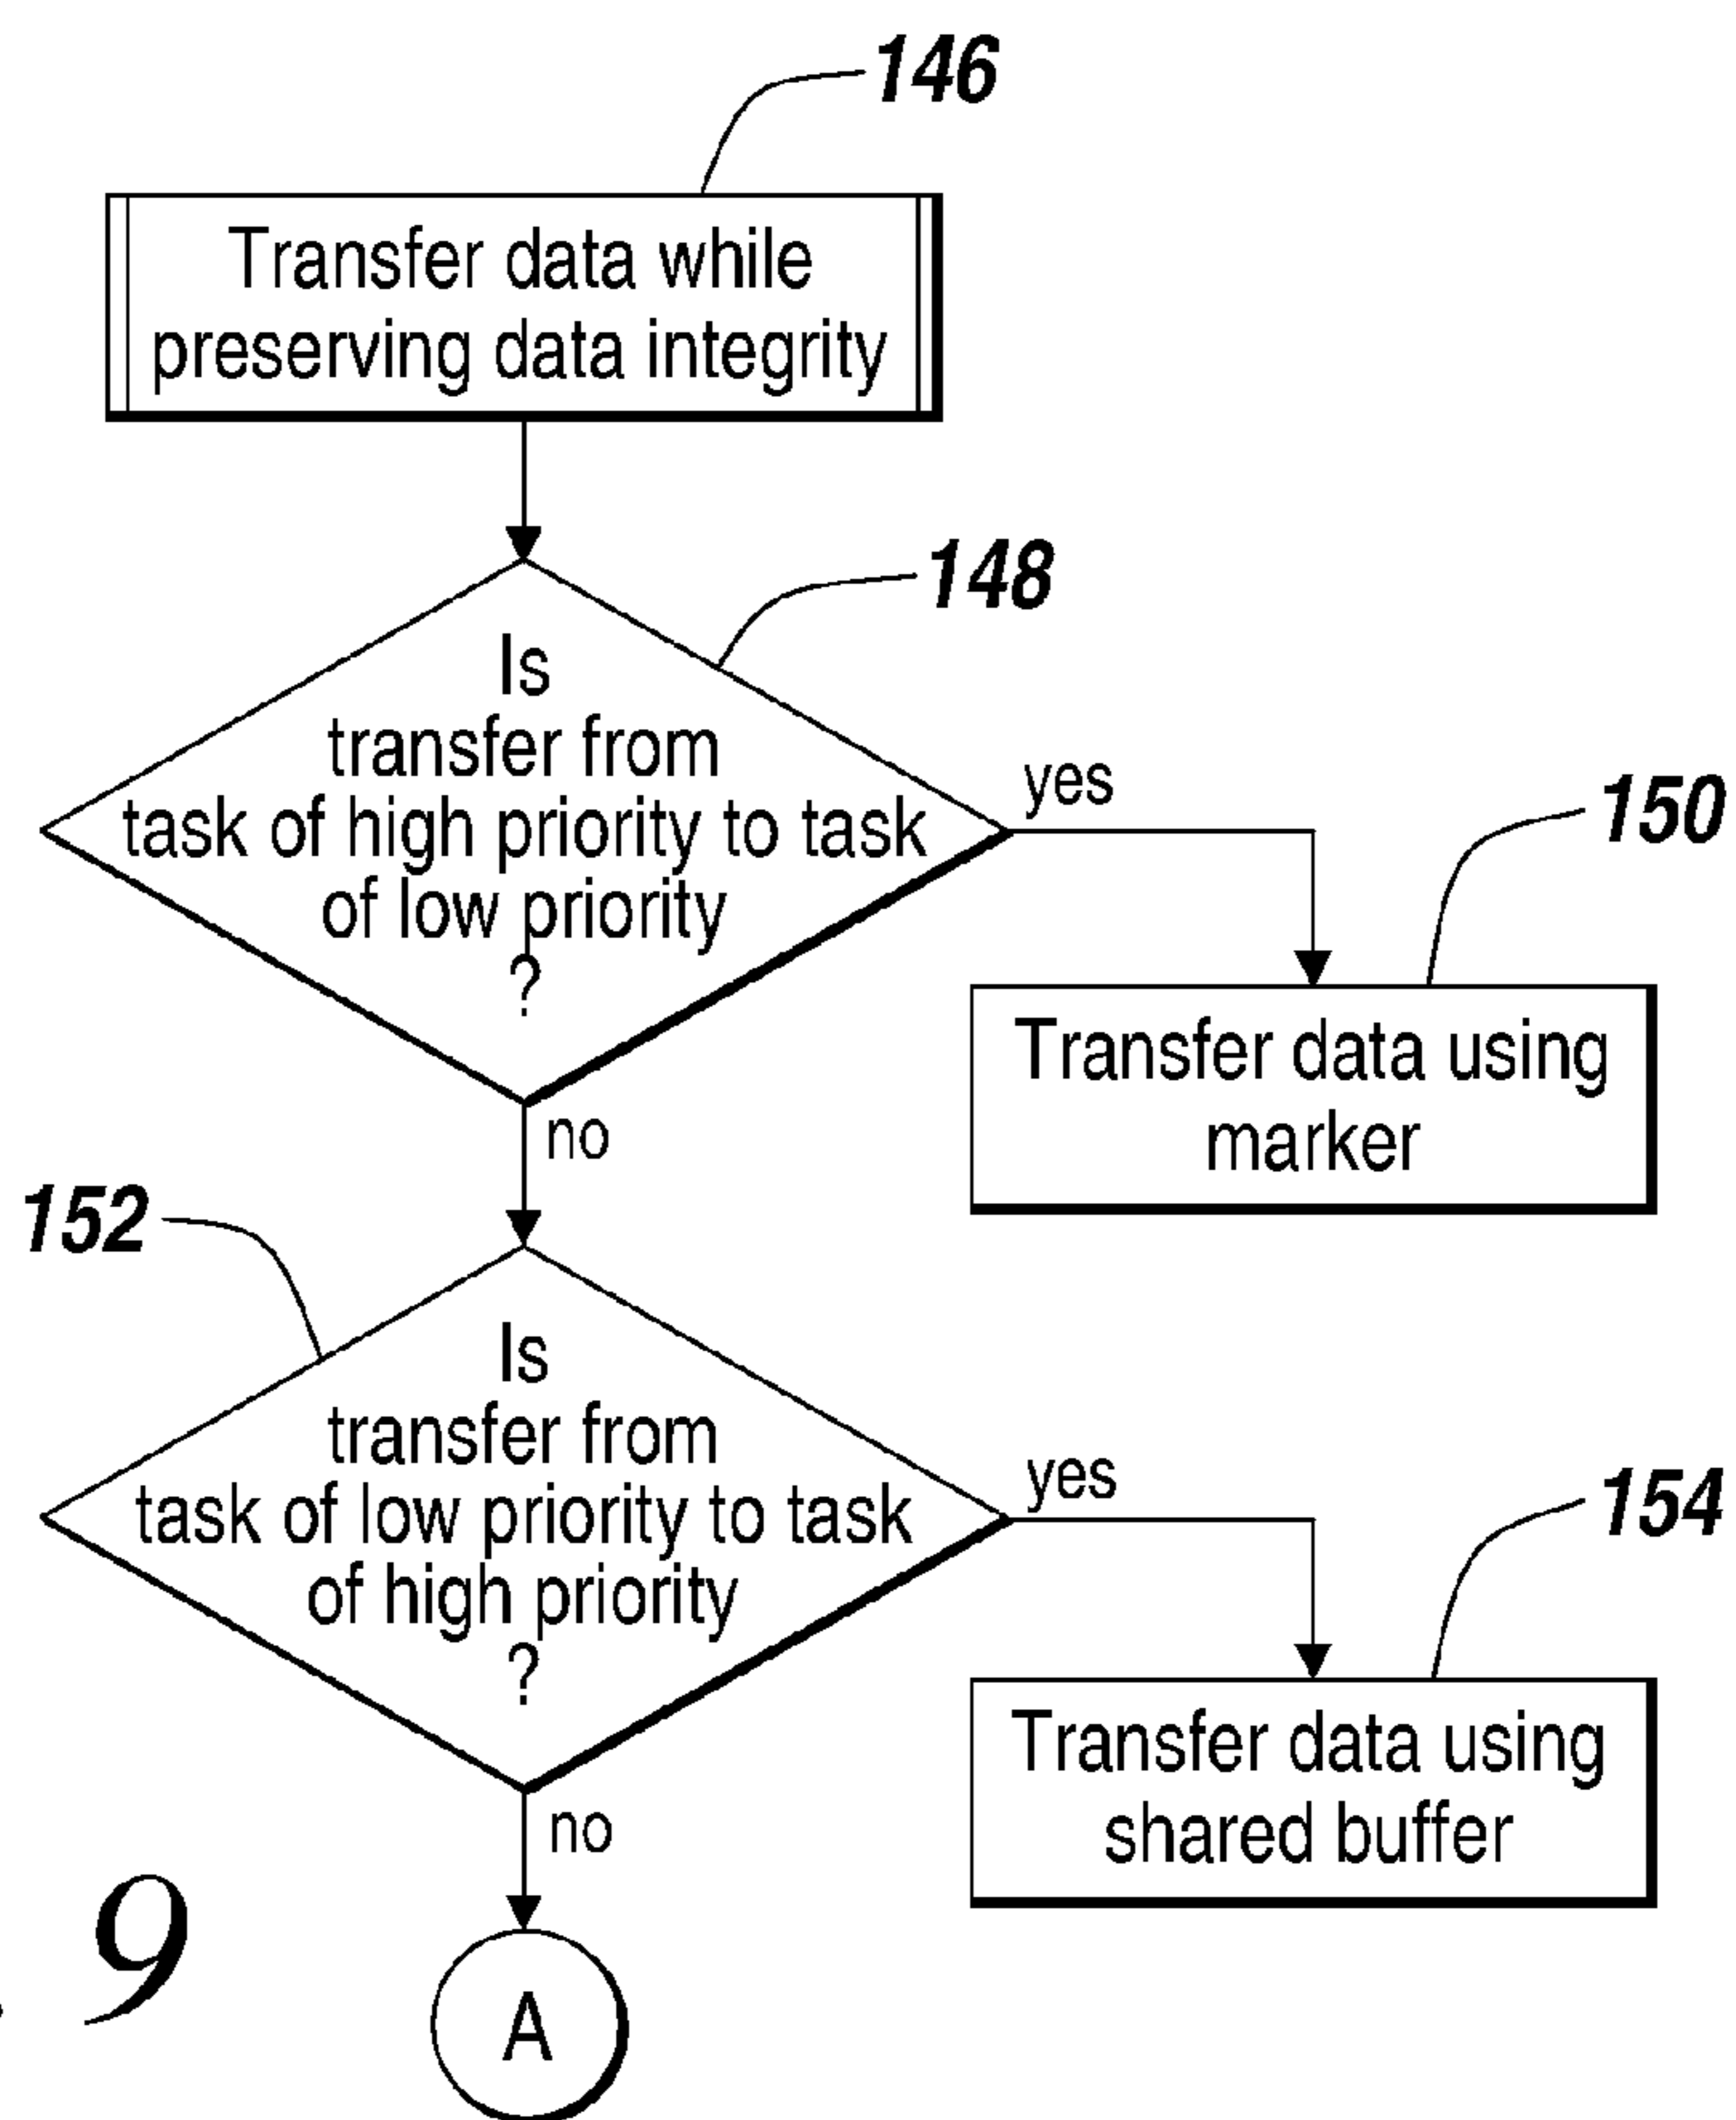 146
Transfer data while
preserving data integrity
148
Is
transfer from
task of high priority to task
of low priority
?
yes
150
Transfer data using
marker
no
152
Is
transfer from
task of low priority to task
of high priority
?
yes
154
Transfer data using
shared buffer
no
9
A